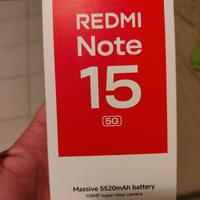 REDMI
Note
15
5G
Massive 5520mAh battery
108MP super-clear camera